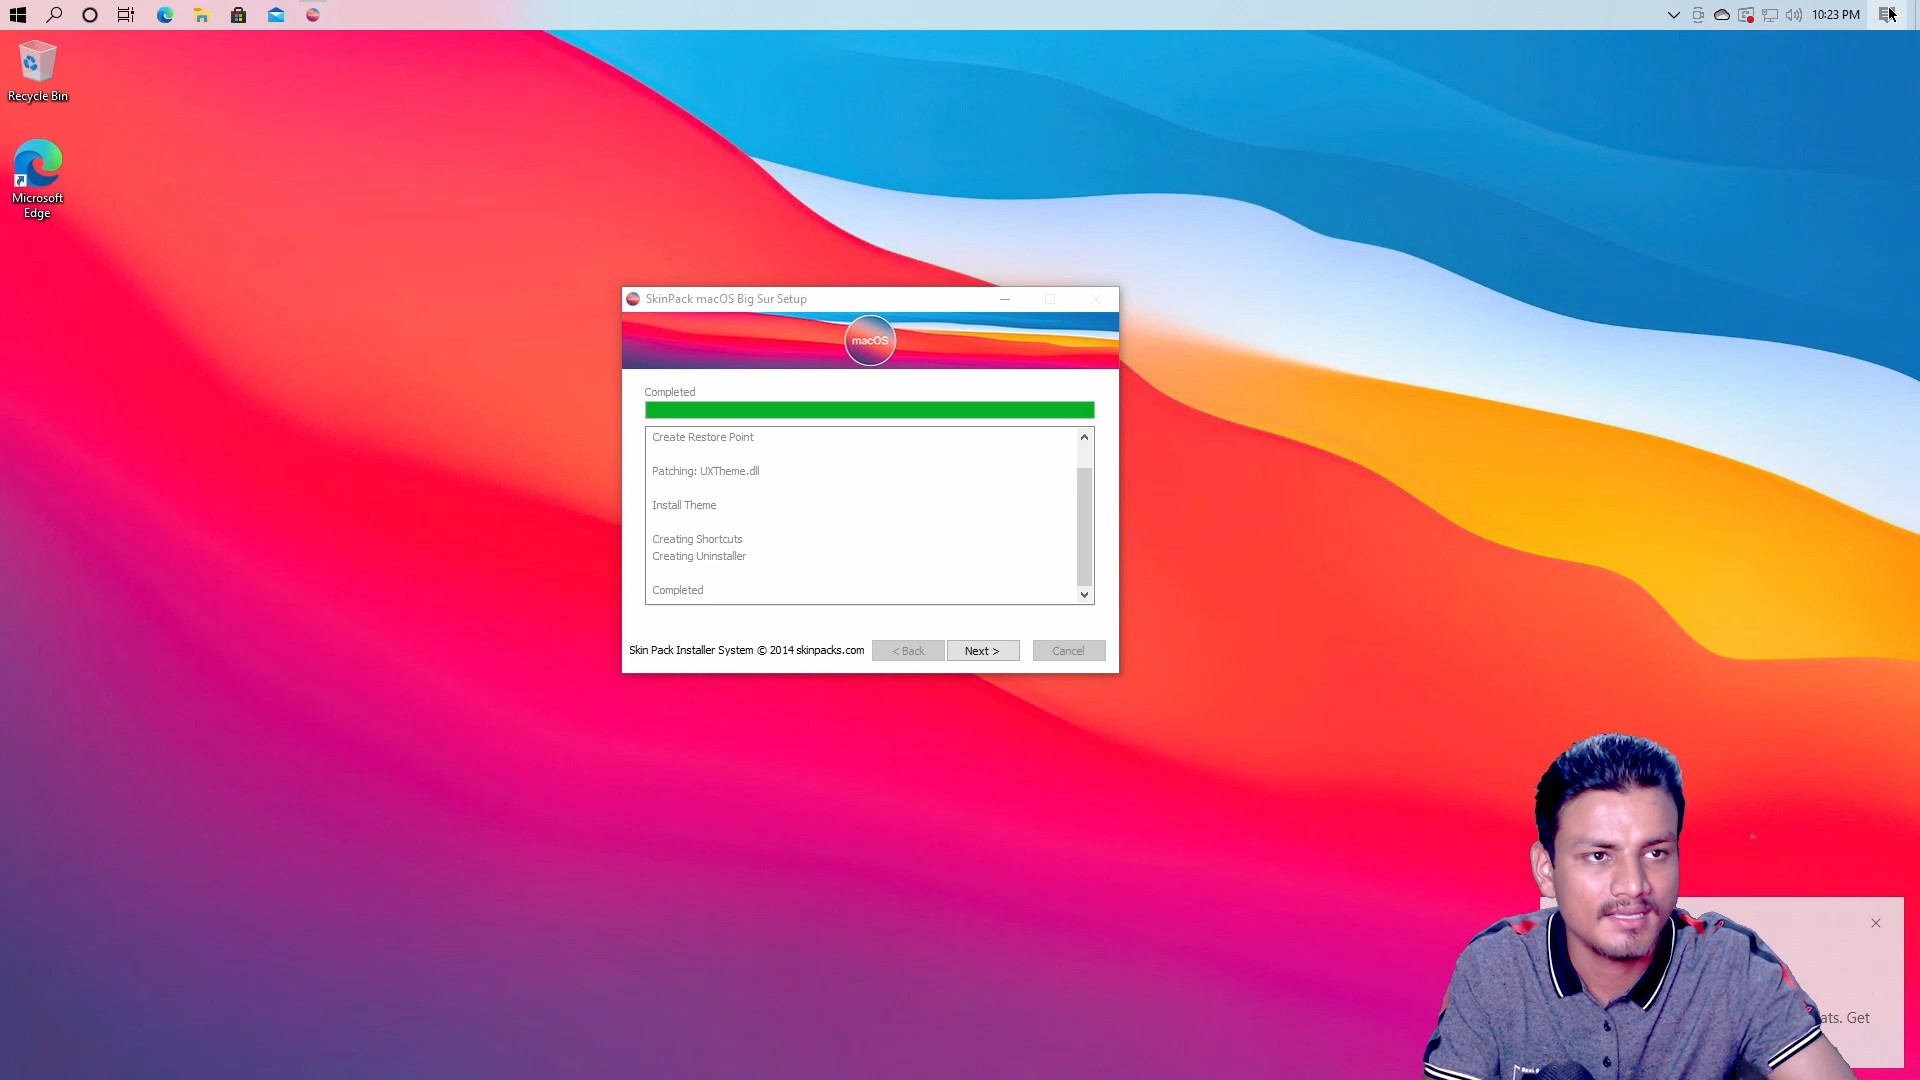 10:23 PM
Recycle Bin
Microsoft
Edge
SkinPack macOS Big Sur Setup
macOS
Completed
Create Restore Point
Patching: UXTheme.dll
Install Theme
Creating Shortcuts
Creating Uninstaller
Completed
Skin Pack Installer System © 2014 skinpacks.com
< Back
Next >
Cancel
Get